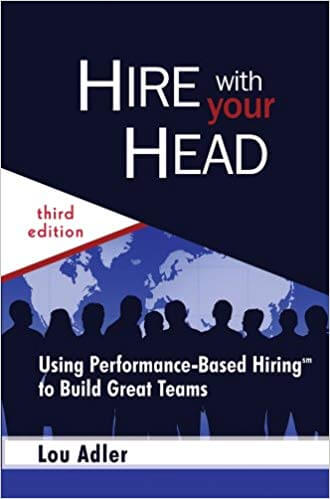 HIRE with
your
HEAD
third
edition
Using Performance-Based Hiring℠
to Build Great Teams
Lou Adler